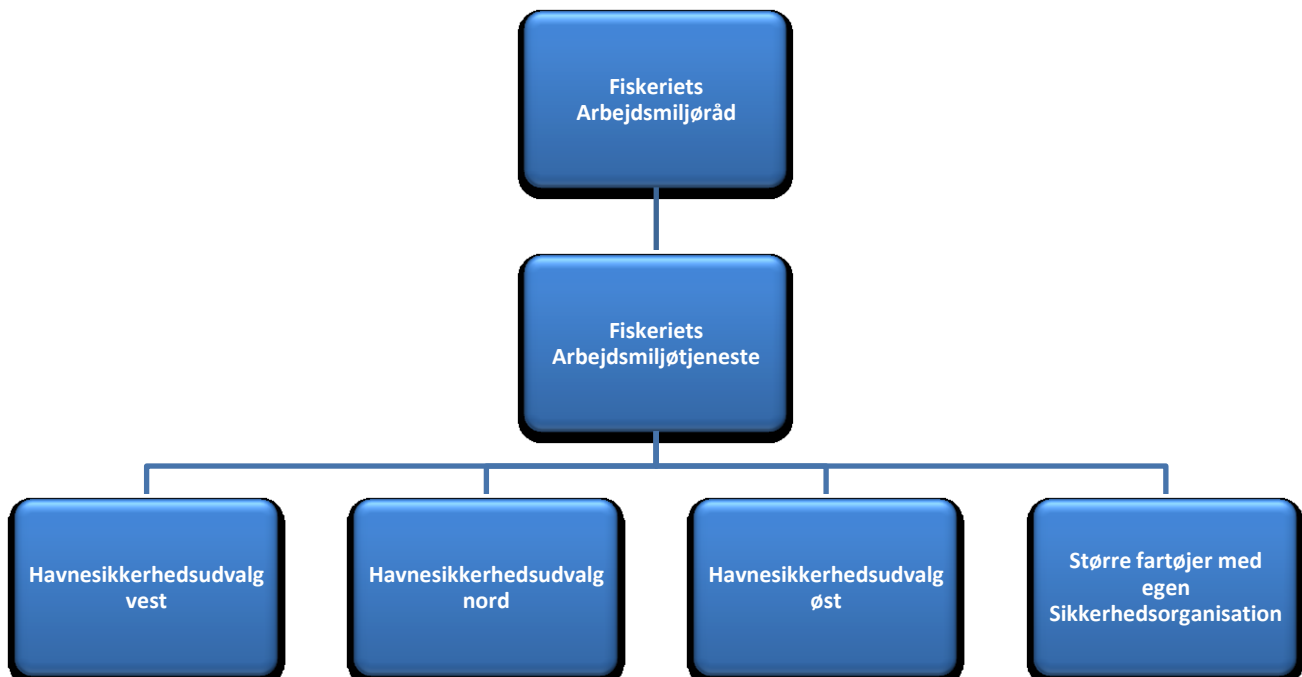 Fiskeriets
Arbejdsmiljøråd
Fiskeriets
Arbejdsmiljøtjeneste
Havnesikkerhedsudvalg
vest
Havnesikkerhedsudvalg
nord
Havnesikkerhedsudvalg
øst
Større fartøjer med
egen
Sikkerhedsorganisation